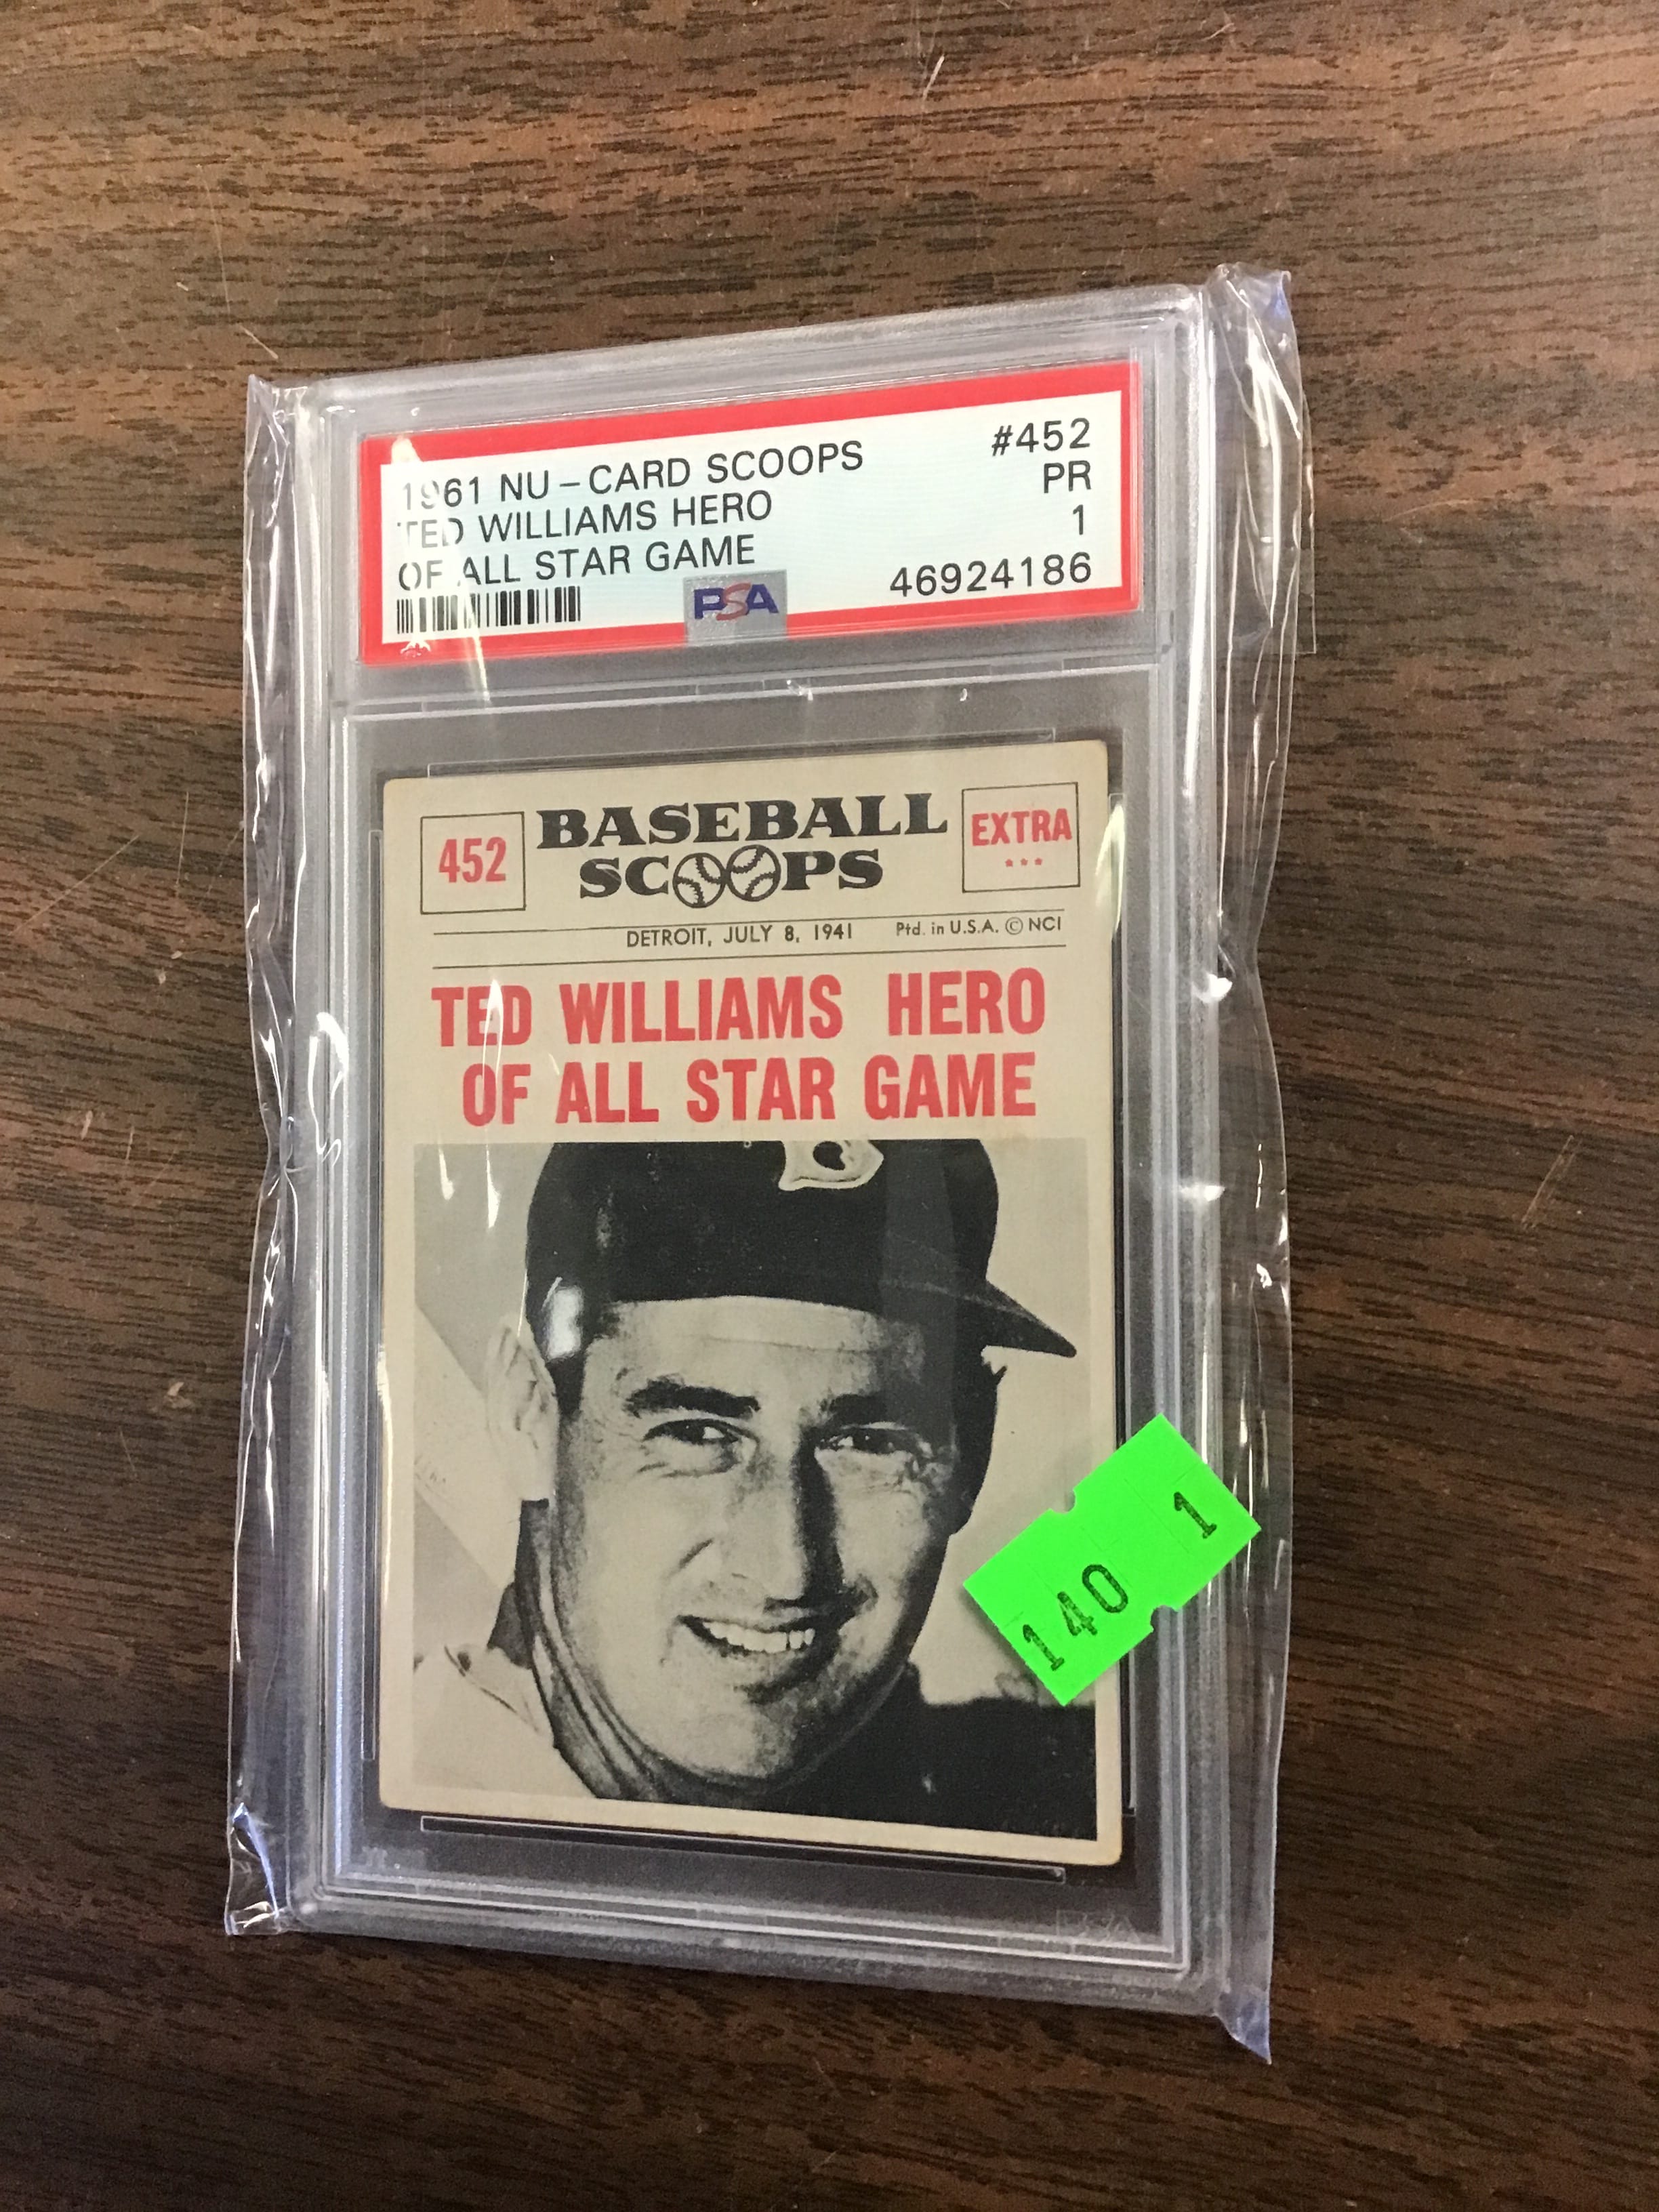 1961 NU-CARD SCOOPS #452
TED WILLIAMS HERO PR
OF ALL STAR GAME 1
PSA 46924186
452 BASEBALL EXTRA
SCOOPS ***
DETROIT, JULY 8, 1941 Ptd. in U.S.A. © NCI
TED WILLIAMS HERO
OF ALL STAR GAME
B
140 1
PSA